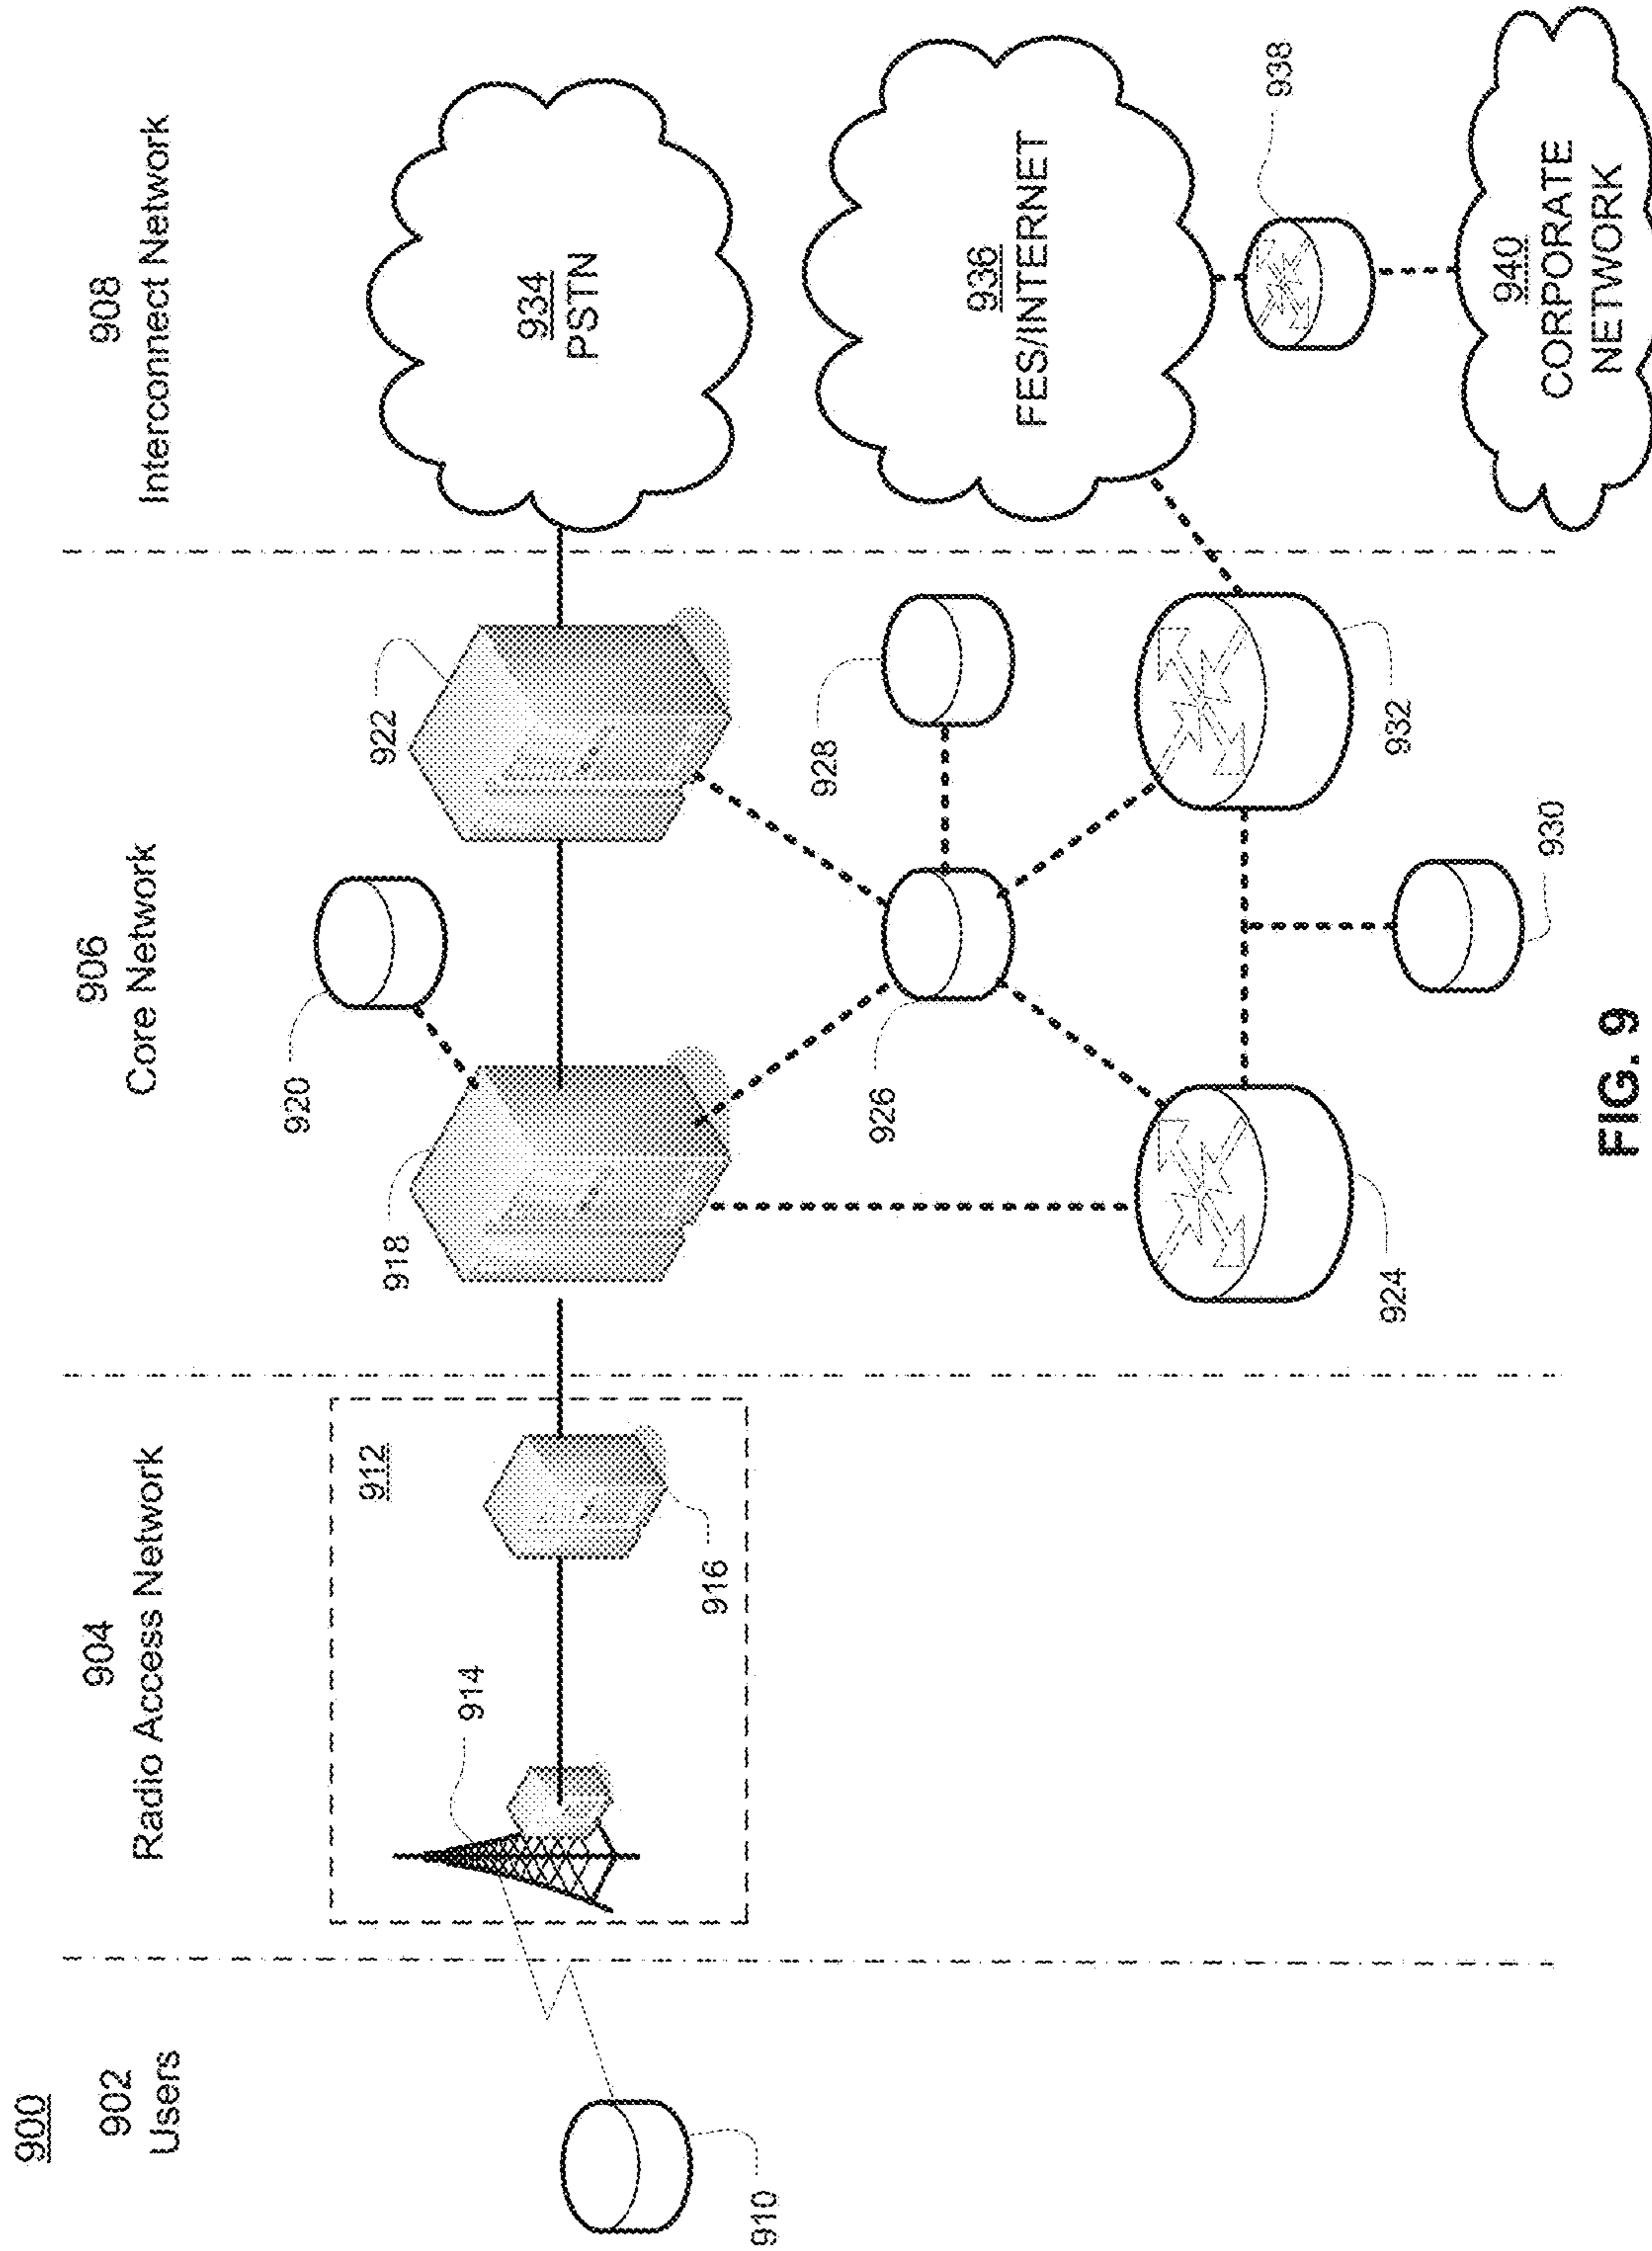 900
902
Users
904
Radio Access Network
906
Core Network
908
Interconnect Network
910
912
914
916
918
920
922
924
926
928
930
932
934
PSTN
936
FES/INTERNET
938
940
CORPORATE
NETWORK
FIG. 9